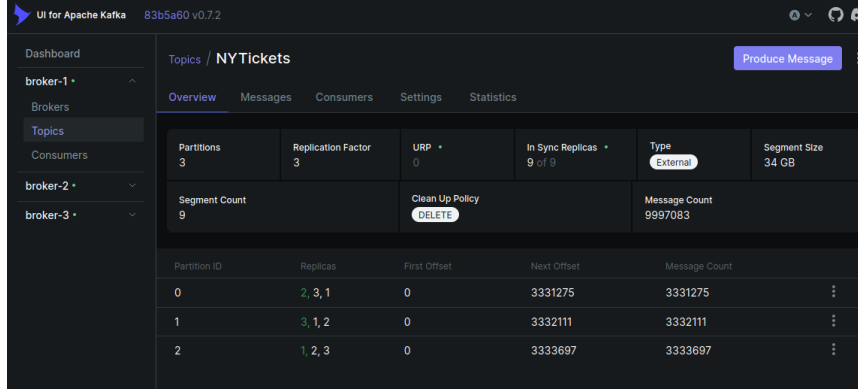 UI for Apache Kafka 83b5a60 v0.7.2 A
Dashboard
broker-1
Brokers
Topics
Consumers
broker-2
broker-3
Topics / NYTickets
Produce Message
Overview Messages Consumers Settings Statistics
Partitions Replication Factor URP In Sync Replicas Type Segment Size
3 3 0 9 of 9 External 34 GB
Segment Count Clean Up Policy Message Count
9 DELETE 9997083
Partition ID Replicas First Offset Next Offset Message Count
0 2, 3, 1 0 3331275 3331275
1 3, 1, 2 0 3332111 3332111
2 1, 2, 3 0 3333697 3333697